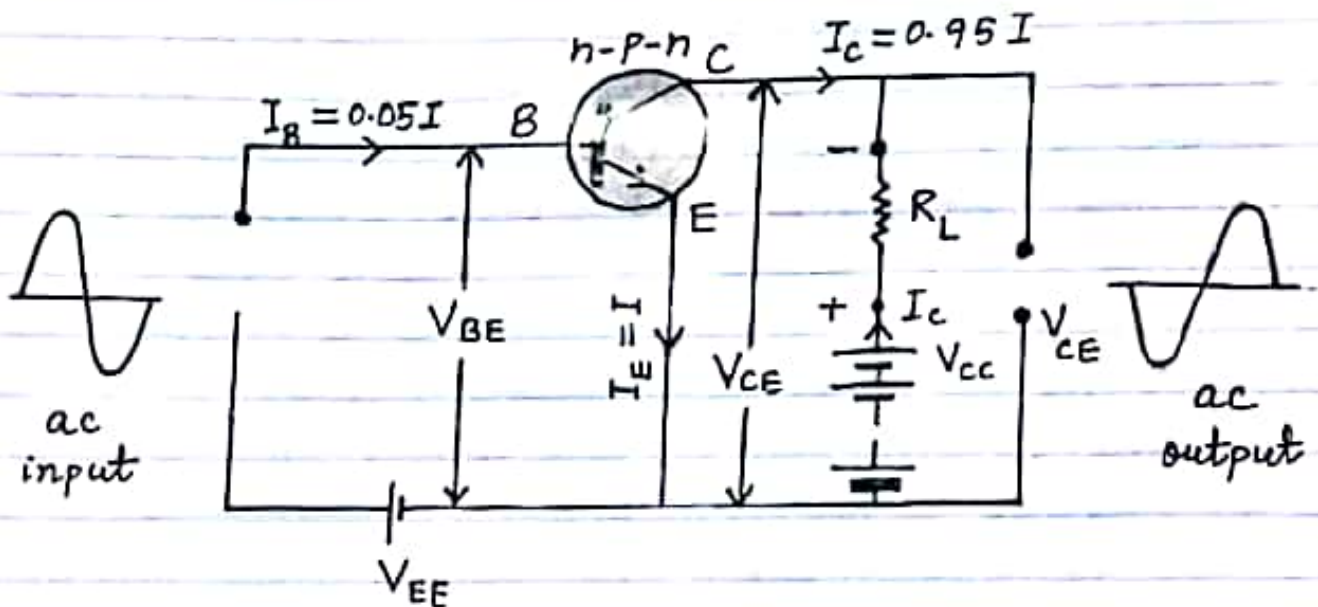 n-p-n
C
I_C = 0.95 I
I_B = 0.05 I
B
E
-
R_L
+
I_C
V_BE
I_E = I
V_CE
V_CC
V_CE
ac
input
ac
output
V_EE